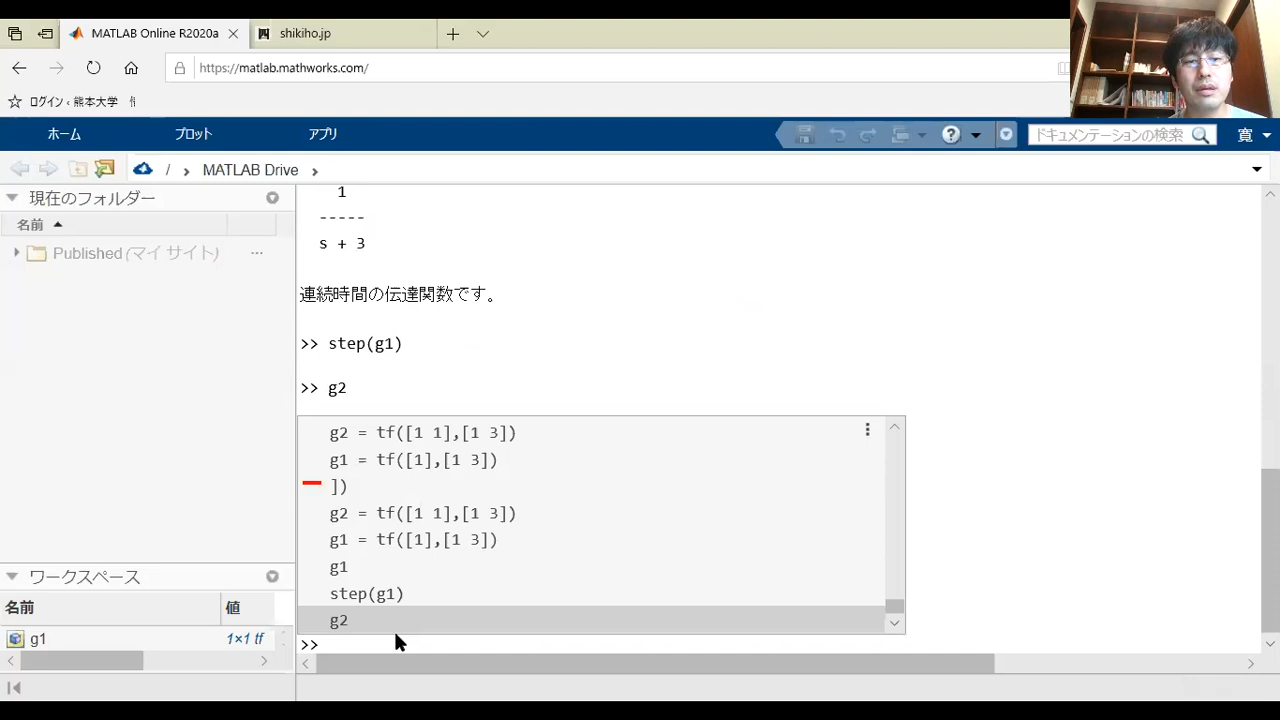 MATLAB Online R2020a
shikiho.jp
https://matlab.mathworks.com/
ログイン ‹ 熊本大学
ホーム
プロット
アプリ
ドキュメンテーションの検索
寛
/ › MATLAB Drive ›
現在のフォルダー
名前
Published (マイ サイト)
1
-----
s + 3
連続時間の伝達関数です。
>> step(g1)
>> g2
g2 = tf([1 1],[1 3])
g1 = tf([1],[1 3])
])
g2 = tf([1 1],[1 3])
g1 = tf([1],[1 3])
g1
step(g1)
g2
>>
ワークスペース
名前
値
g1
1×1 tf